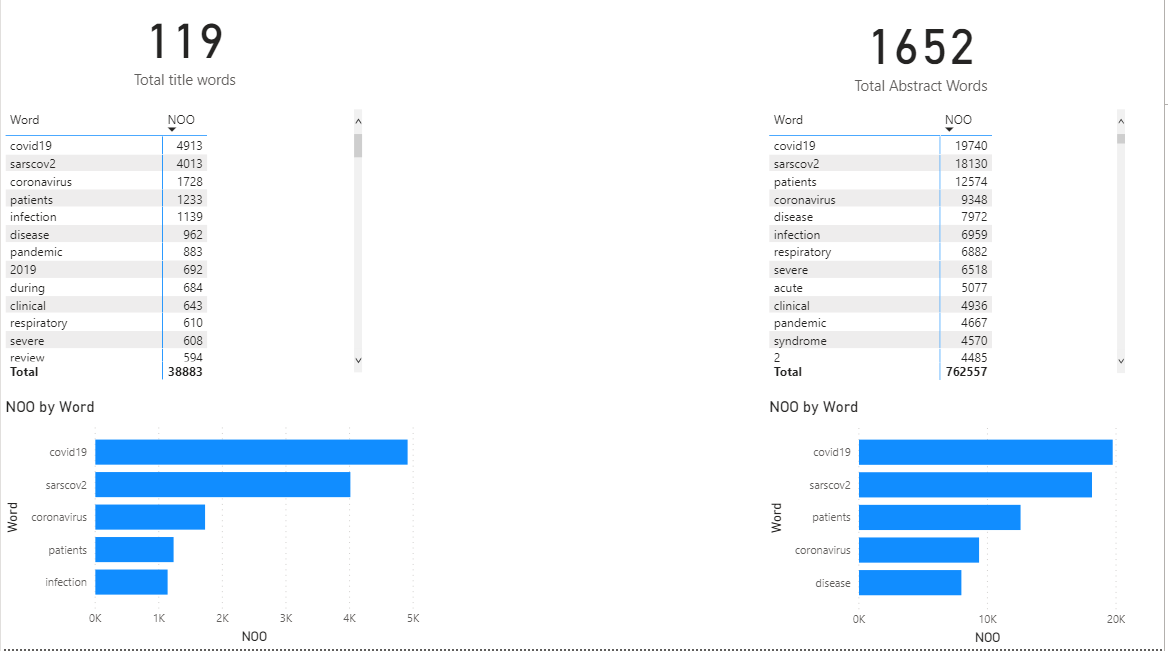 119
Total title words
Word NOO
covid19 4913
sarscov2 4013
coronavirus 1728
patients 1233
infection 1139
disease 962
pandemic 883
2019 692
during 684
clinical 643
respiratory 610
severe 608
review 594
Total 38883
NOO by Word
Word
covid19
sarscov2
coronavirus
patients
infection
0K 1K 2K 3K 4K 5K
NOO
1652
Total Abstract Words
Word NOO
covid19 19740
sarscov2 18130
patients 12574
coronavirus 9348
disease 7972
infection 6959
respiratory 6882
severe 6518
acute 5077
clinical 4936
pandemic 4667
syndrome 4570
2 4485
Total 762557
NOO by Word
Word
covid19
sarscov2
patients
coronavirus
disease
0K 10K 20K
NOO